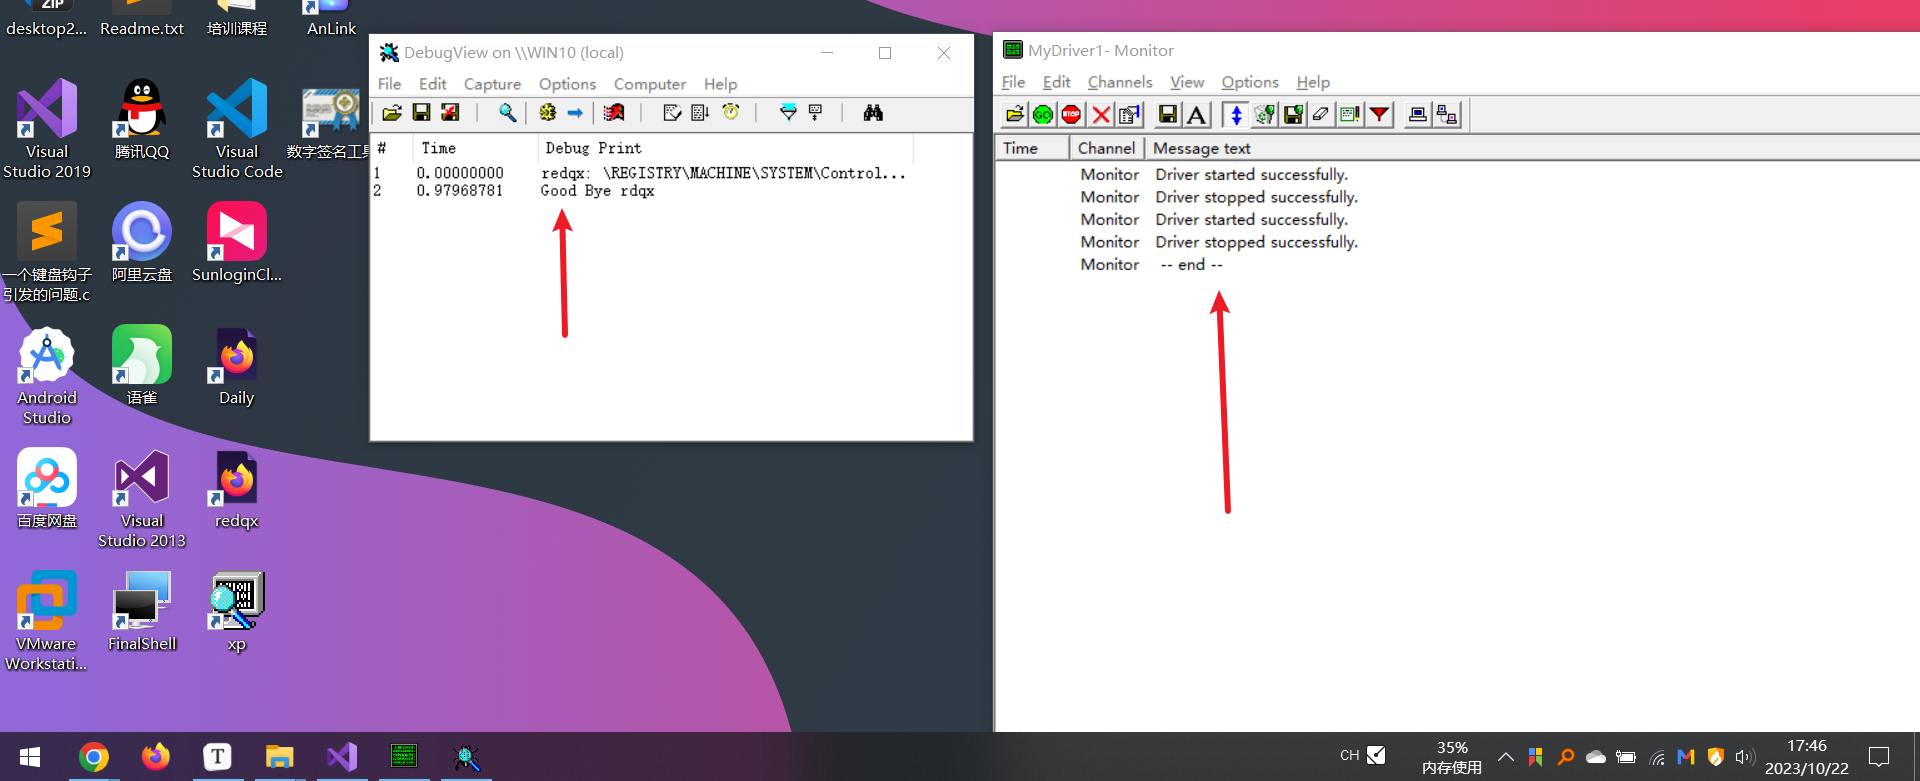 ZIP
desktop2...
Readme.txt
培训课程
AnLink
Visual
Studio 2019
腾讯QQ
Visual
Studio Code
数字签名工具
一个键盘钩子
引发的问题.c
阿里云盘
SunloginCl...
Android
Studio
语雀
Daily
百度网盘
Visual
Studio 2013
redqx
VMware
Workstati...
FinalShell
xp
DebugView on \\WIN10 (local)
File Edit Capture Options Computer Help
# Time Debug Print
1 0.00000000 redqx: \REGISTRY\MACHINE\SYSTEM\Control...
2 0.97968781 Good Bye rdqx
MyDriver1- Monitor
File Edit Channels View Options Help
GO STOP A
Time Channel Message text
Monitor Driver started successfully.
Monitor Driver stopped successfully.
Monitor Driver started successfully.
Monitor Driver stopped successfully.
Monitor -- end --
T
CH
35%
内存使用
17:46
2023/10/22